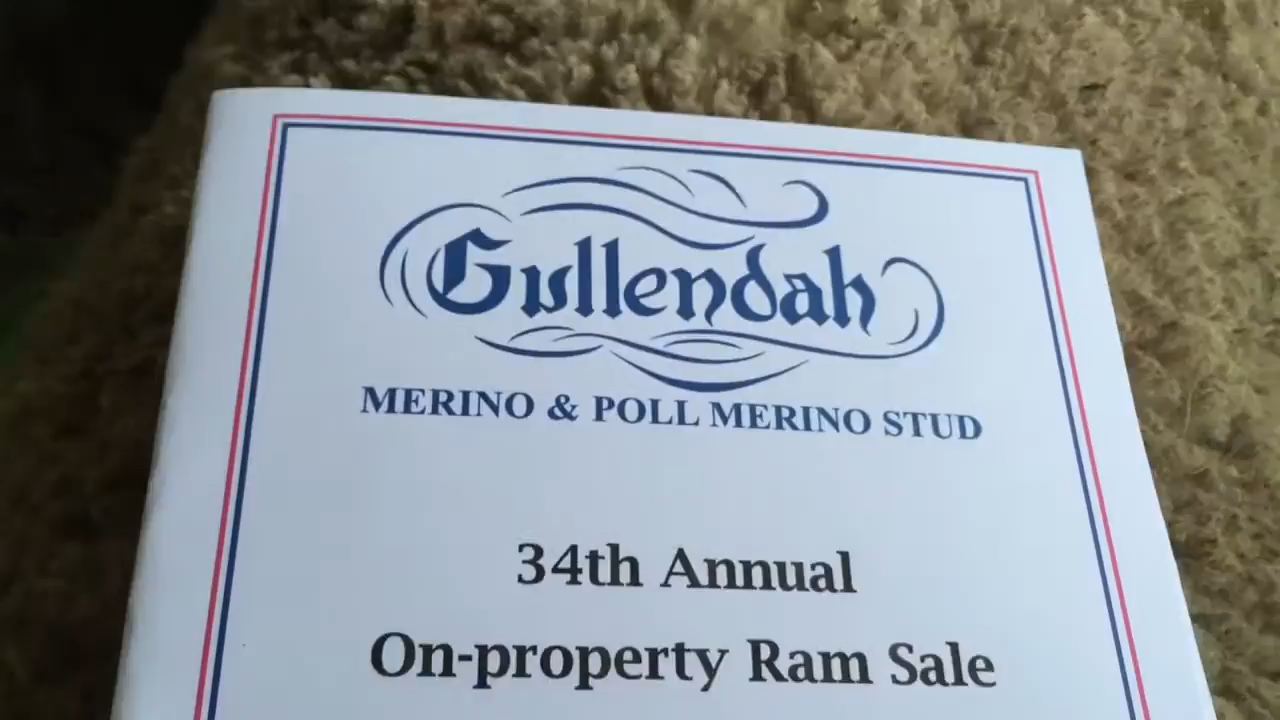 Gullendah
MERINO & POLL MERINO STUD
34th Annual
On-property Ram Sale